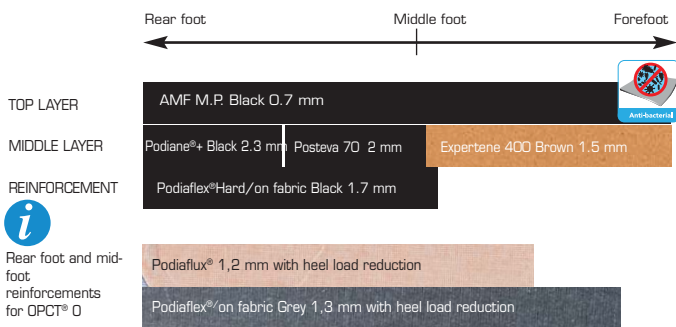 Rear foot Middle foot Forefoot
TOP LAYER AMF M.P. Black 0.7 mm
Anti-bacterial
MIDDLE LAYER Podiane®+ Black 2.3 mm Posteva 70 2 mm Expertene 400 Brown 1.5 mm
REINFORCEMENT Podiaflex®Hard/on fabric Black 1.7 mm
i
Rear foot and mid-
foot
reinforcements
for OPCT® O
Podiaflux® 1,2 mm with heel load reduction
Podiaflex®/on fabric Grey 1,3 mm with heel load reduction